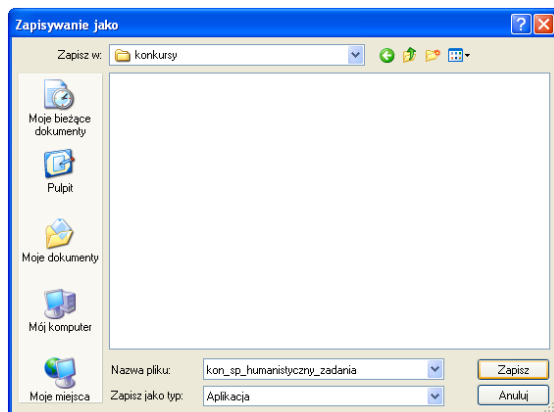 Zapisywanie jako
Zapisz w: konkursy
Moje bieżące
dokumenty
Pulpit
Moje dokumenty
Mój komputer
Moje miejsca
Nazwa pliku: kon_sp_humanistyczny_zadania Zapisz
Zapisz jako typ: Aplikacja Anuluj